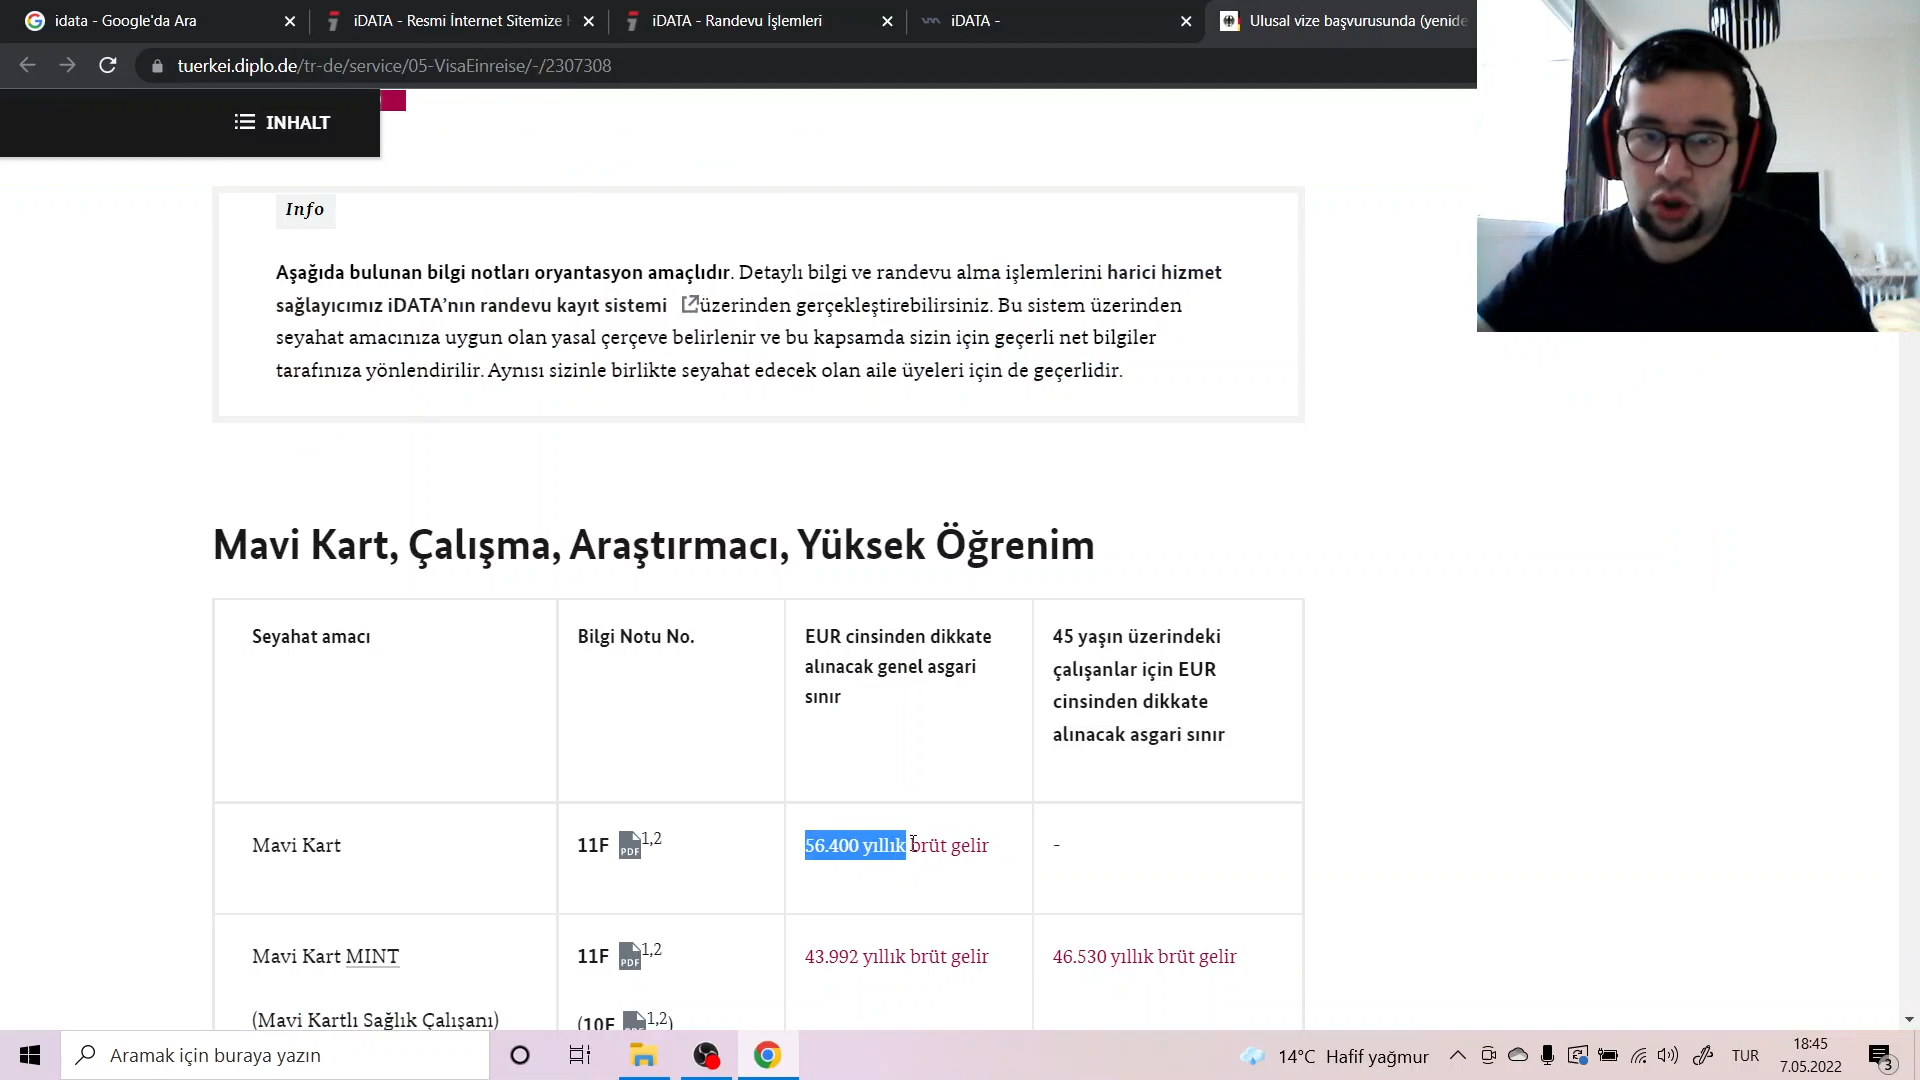 idata - Google'da Ara
iDATA - Resmi İnternet Sitemize
iDATA - Randevu İşlemleri
iDATA -
Ulusal vize başvurusunda (yenide
tuerkei.diplo.de/tr-de/service/05-VisaEinreise/-/2307308
INHALT
Info
Aşağıda bulunan bilgi notları oryantasyon amaçlıdır. Detaylı bilgi ve randevu alma işlemlerini harici hizmet
sağlayıcımız iDATA’nın randevu kayıt sistemi üzerinden gerçekleştirebilirsiniz. Bu sistem üzerinden
seyahat amacınıza uygun olan yasal çerçeve belirlenir ve bu kapsamda sizin için geçerli net bilgiler
tarafınıza yönlendirilir. Aynısı sizinle birlikte seyahat edecek olan aile üyeleri için de geçerlidir.
Mavi Kart, Çalışma, Araştırmacı, Yüksek Öğrenim
Seyahat amacı
Bilgi Notu No.
EUR cinsinden dikkate
alınacak genel asgari
sınır
45 yaşın üzerindeki
çalışanlar için EUR
cinsinden dikkate
alınacak asgari sınır
Mavi Kart
11F PDF 1,2
56.400 yıllık brüt gelir
-
Mavi Kart MINT
11F PDF 1,2
43.992 yıllık brüt gelir
46.530 yıllık brüt gelir
(Mavi Kartlı Sağlık Çalışanı)
(10F 1,2)
Aramak için buraya yazın
14°C Hafif yağmur
TUR
18:45
7.05.2022
3